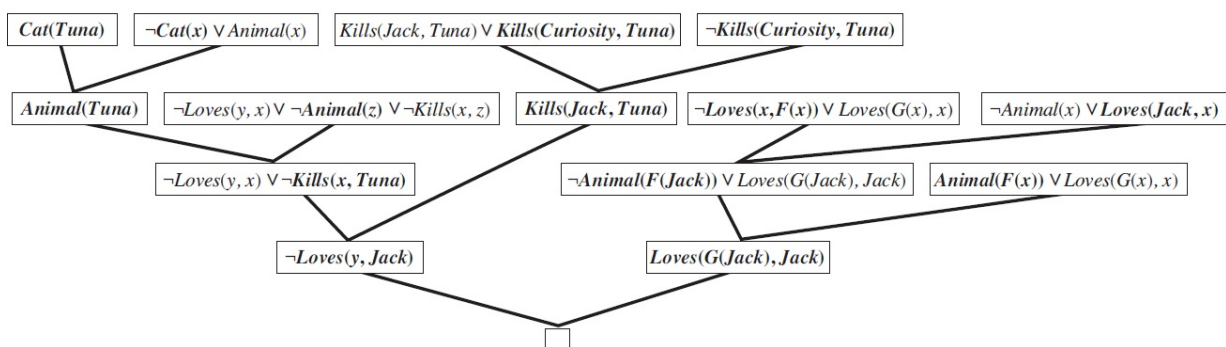 Cat(Tuna) ¬Cat(x) ∨ Animal(x) Kills(Jack, Tuna) ∨ Kills(Curiosity, Tuna) ¬Kills(Curiosity, Tuna)
Animal(Tuna) ¬Loves(y, x) ∨ ¬Animal(z) ∨ ¬Kills(x, z) Kills(Jack, Tuna) ¬Loves(x, F(x)) ∨ Loves(G(x), x) ¬Animal(x) ∨ Loves(Jack, x)
¬Loves(y, x) ∨ ¬Kills(x, Tuna) ¬Animal(F(Jack)) ∨ Loves(G(Jack), Jack) Animal(F(x)) ∨ Loves(G(x), x)
¬Loves(y, Jack) Loves(G(Jack), Jack)